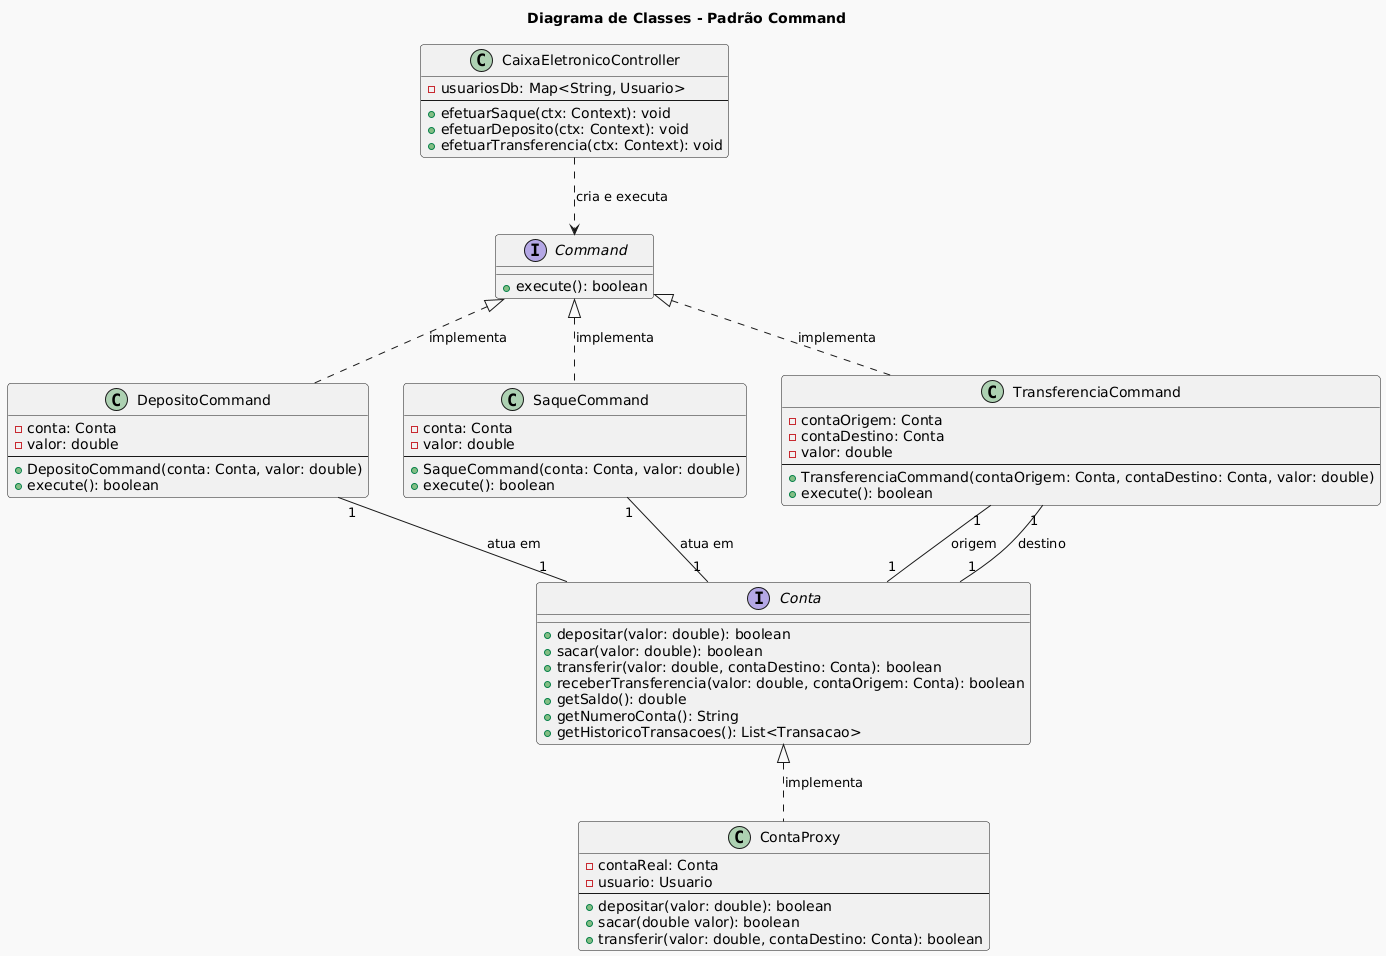 Diagrama de Classes - Padrão Command
C CaixaEletronicoController
usuariosDb: Map<String, Usuario>
efetuarSaque(ctx: Context): void
efetuarDeposito(ctx: Context): void
efetuarTransferencia(ctx: Context): void
cria e executa
I Command
execute(): boolean
implementa
implementa
implementa
C DepositoCommand
conta: Conta
valor: double
DepositoCommand(conta: Conta, valor: double)
execute(): boolean
C SaqueCommand
conta: Conta
valor: double
SaqueCommand(conta: Conta, valor: double)
execute(): boolean
C TransferenciaCommand
contaOrigem: Conta
contaDestino: Conta
valor: double
TransferenciaCommand(contaOrigem: Conta, contaDestino: Conta, valor: double)
execute(): boolean
1
1
1
1
atua em
atua em
origem
destino
1
1
1
1
I Conta
depositar(valor: double): boolean
sacar(valor: double): boolean
transferir(valor: double, contaDestino: Conta): boolean
receberTransferencia(valor: double, contaOrigem: Conta): boolean
getSaldo(): double
getNumeroConta(): String
getHistoricoTransacoes(): List<Transacao>
implementa
C ContaProxy
contaReal: Conta
usuario: Usuario
depositar(valor: double): boolean
sacar(double valor): boolean
transferir(valor: double, contaDestino: Conta): boolean